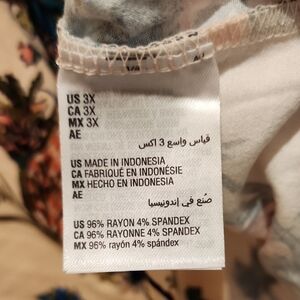 US 3X
CA 3X
MX 3X
AE
قياس واسع 3 اكس
US MADE IN INDONESIA
CA FABRIQUÉ EN INDONÉSIE
MX HECHO EN INDONESIA
AE
صُنع في إندونيسيا
US 96% RAYON 4% SPANDEX
CA 96% RAYONNE 4% SPANDEX
MX 96% rayón 4% spándex